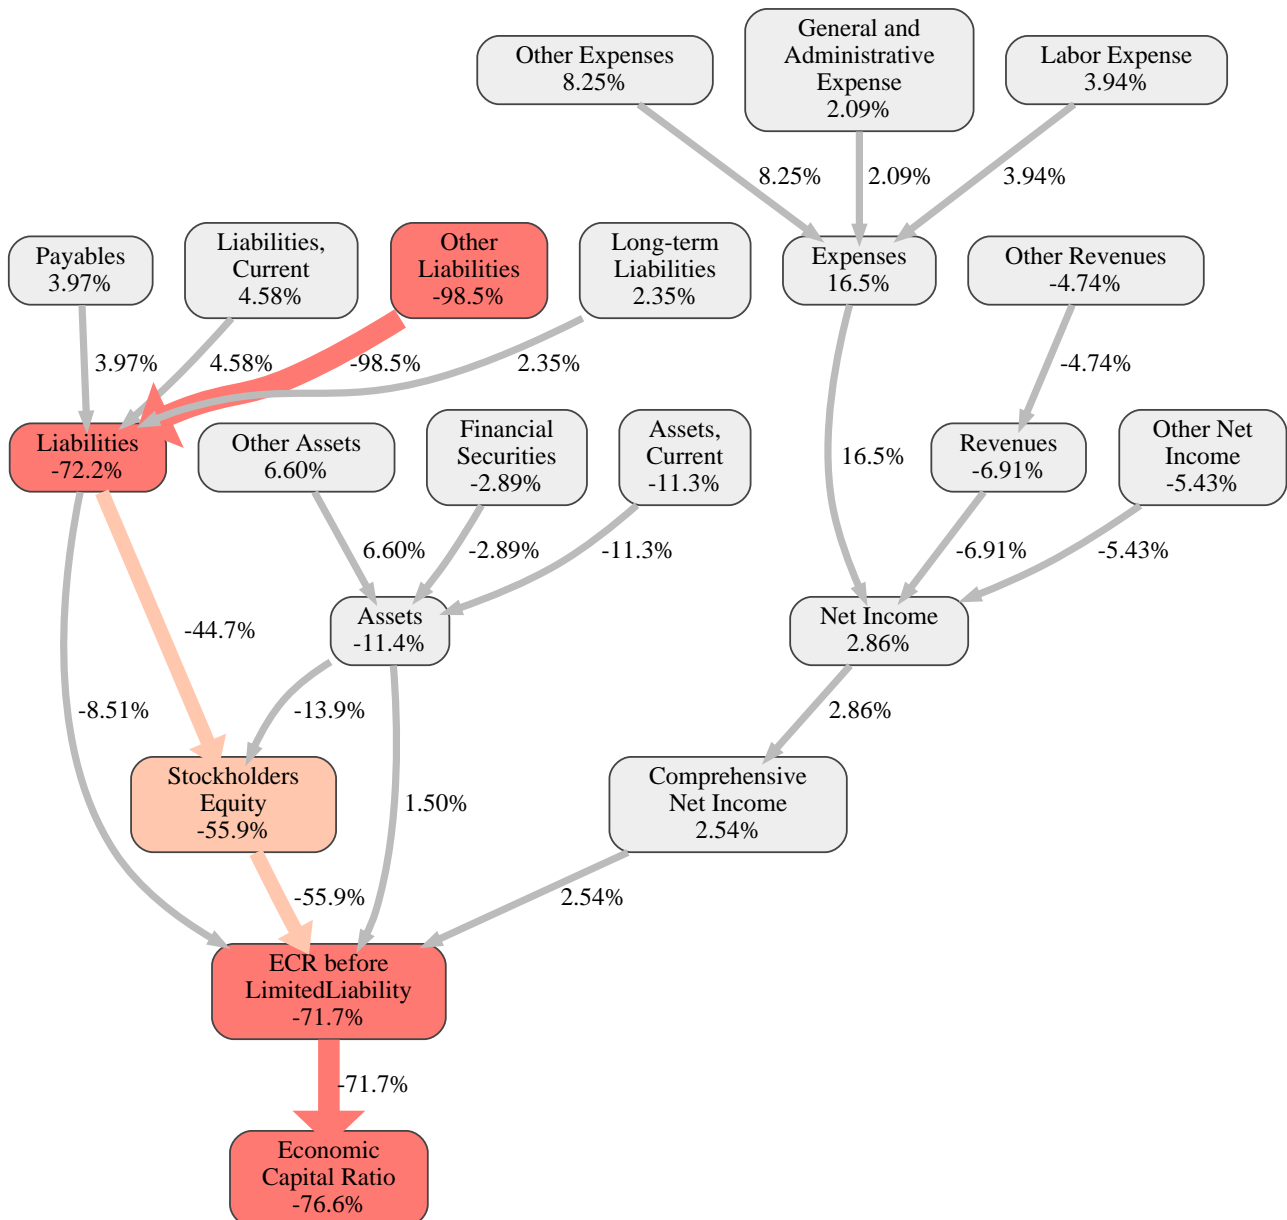 Other Expenses
8.25%
General and
Administrative
Expense
2.09%
Labor Expense
3.94%
8.25%
2.09%
3.94%
Payables
3.97%
Liabilities,
Current
4.58%
Other
Liabilities
-98.5%
Long-term
Liabilities
2.35%
Expenses
16.5%
Other Revenues
-4.74%
3.97%
4.58%
-98.5%
2.35%
-4.74%
Liabilities
-72.2%
Other Assets
6.60%
Financial
Securities
-2.89%
Assets,
Current
-11.3%
16.5%
Revenues
-6.91%
Other Net
Income
-5.43%
6.60%
-2.89%
-11.3%
-6.91%
-5.43%
Assets
-11.4%
Net Income
2.86%
-44.7%
-8.51%
-13.9%
2.86%
Stockholders
Equity
-55.9%
1.50%
Comprehensive
Net Income
2.54%
-55.9%
2.54%
ECR before
LimitedLiability
-71.7%
-71.7%
Economic
Capital Ratio
-76.6%